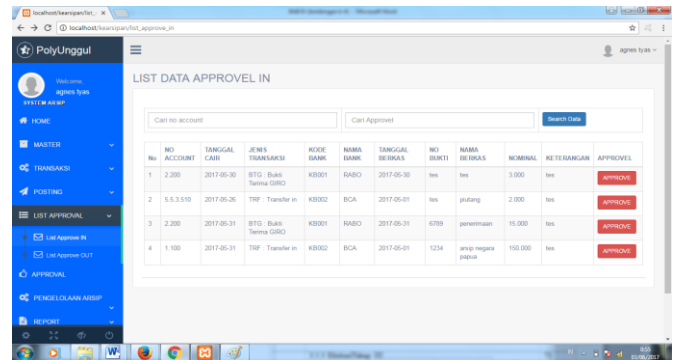 localhost/kearsipan/list_
localhost/kearsipan/list_approve_in
PolyUnggul
agnes tyas
Welcome,
agnes tyas
SYSTEM ARSIP
HOME
MASTER
TRANSAKSI
POSTING
LIST APPROVAL
List Approve IN
List Approve OUT
APPROVAL
PENGELOLAAN ARSIP
REPORT
LIST DATA APPROVEL IN
Cari no account
Cari Approvel
Search Data
No NO ACCOUNT TANGGAL CAIR JENIS TRANSAKSI KODE BANK NAMA BANK TANGGAL BERKAS NO BUKTI NAMA BERKAS NOMINAL KETERANGAN APPROVEL
1 2.200 2017-05-30 BTG : Bukti Terima GIRO KB001 RABO 2017-05-30 tes tes 3.000 tes APPROVE
2 5.5.3.510 2017-05-26 TRF : Transfer in KB002 BCA 2017-05-01 tes piutang 2.000 tes APPROVE
3 2.200 2017-05-31 BTG : Bukti Terima GIRO KB001 RABO 2017-05-31 6789 penerimaan 15.000 tes APPROVE
4 1.100 2017-05-31 TRF : Transfer in KB002 BCA 2017-05-01 1234 arsip negara papua 150.000 tes APPROVE
IN
9:55
03/06/2017